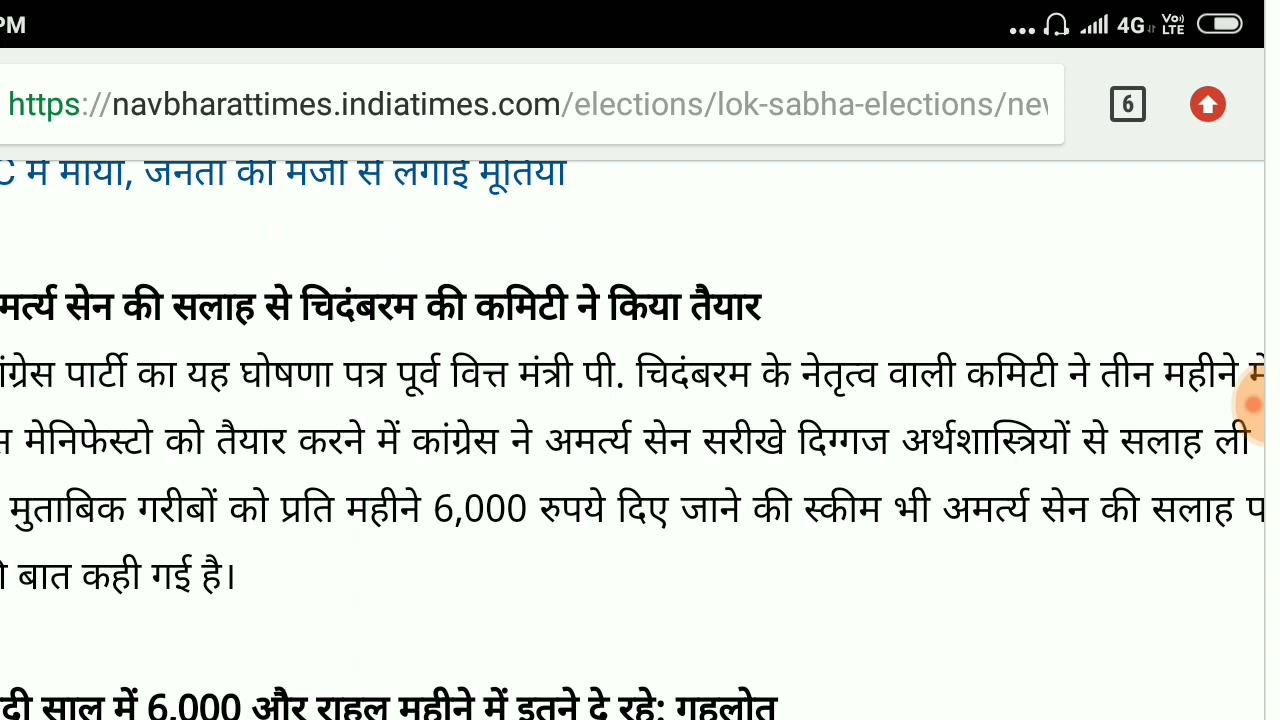 PM
4G VoLTE
https://navbharattimes.indiatimes.com/elections/lok-sabha-elections/nev
6
में माया, जनता की मर्जी से लगाई मूर्तियां
मर्त्य सेन की सलाह से चिदंबरम की कमिटी ने किया तैयार
ांग्रेस पार्टी का यह घोषणा पत्र पूर्व वित्त मंत्री पी. चिदंबरम के नेतृत्व वाली कमिटी ने तीन महीने में
स मेनिफेस्टो को तैयार करने में कांग्रेस ने अमर्त्य सेन सरीखे दिग्गज अर्थशास्त्रियों से सलाह ली
मुताबिक गरीबों को प्रति महीने 6,000 रुपये दिए जाने की स्कीम भी अमर्त्य सेन की सलाह प
बात कही गई है।
दी साल में 6,000 और राहुल महीने में इतने दे रहे: गहलोत